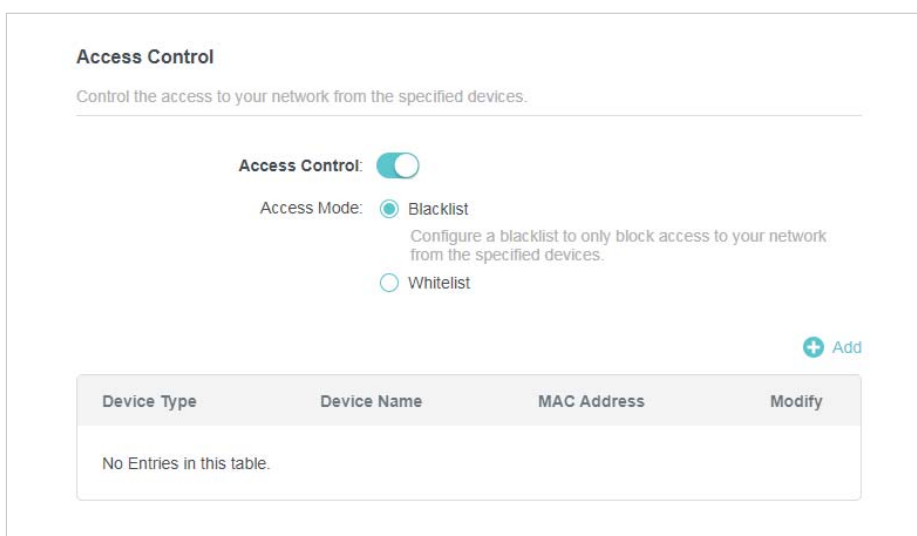 Access Control
Control the access to your network from the specified devices.
Access Control:
Access Mode: Blacklist
Configure a blacklist to only block access to your network
from the specified devices.
Whitelist
Add
Device Type Device Name MAC Address Modify
No Entries in this table.